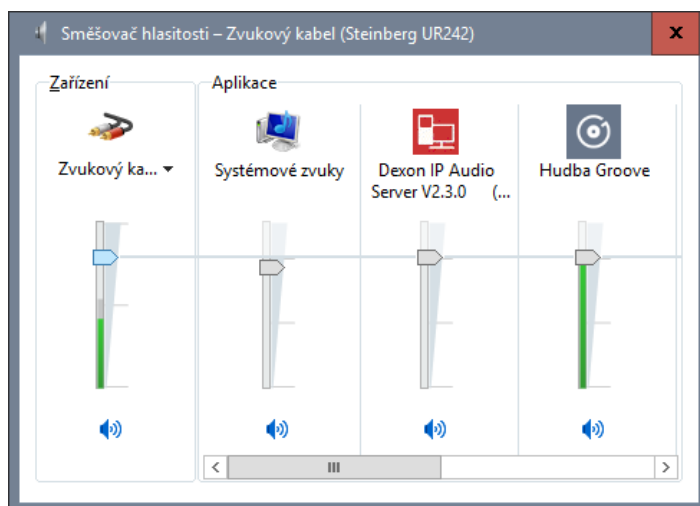 Směšovač hlasitosti – Zvukový kabel (Steinberg UR242)
x
Zařízení
Aplikace
Zvukový ka...
Systémové zvuky
Dexon IP Audio
Server V2.3.0 (...
Hudba Groove